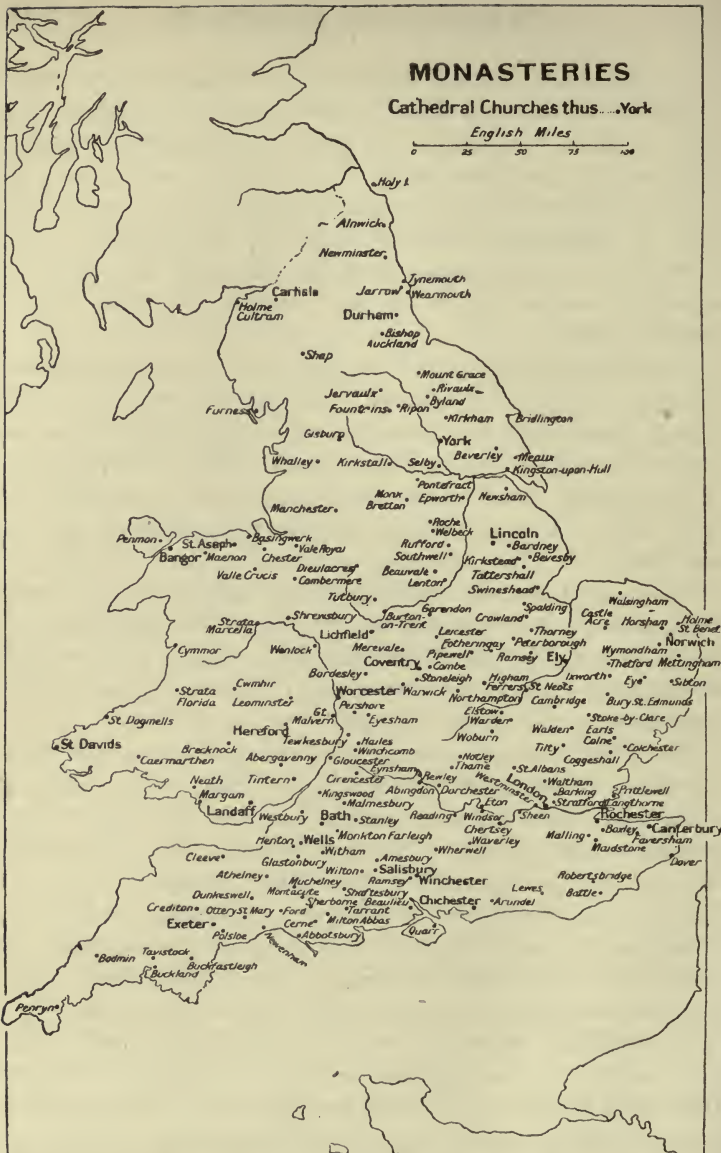 MONASTERIES
Cathedral Churches thus.....York
English Miles
0 25 50 75 100
Holy I.
Alnwick
Newminster
Tynemouth
Jarrow
Wearmouth
Carlisle
Holme
Cultram
Durham
Bishop
Auckland
Shap
Mount Grace
Jervaulx
Rivaulx
Byland
Furness
Fountains
Ripon
Kirkham
Bridlington
Gisburn
York
Beverley
Meaux
Whalley
Kirkstall
Selby
Kingston-upon-Hull
Pontefract
Monx
Bretton
Epworth
Newsham
Manchester
Roche
Welbeck
Lincoln
Penmon
St. Aseph
Basingwerk
Vale Royal
Rufford
Bardney
Bangor
Maenon
Chester
Southwell
Kirkstead
Bevesby
Valle Crucis
Dieulacres
Combermere
Beauvale
Lenton
Tattershall
Swineshead
Tutbury
Shrewsbury
Burton-
on-Trent
Garendon
Spalding
Crowland
Walsingham
Castle
Acre
Horsham
Holme
St. Benet
Strata
Marcella
Lichfield
Leicester
Thorney
Norwich
Cymmor
Wenlock
Merevale
Fotheringay
Peterborough
Wymondham
Coventry
Pipewell
Ramsey
Ely
Thetford
Mettingham
Bardesley
Combe
Stoneleigh
Higham
Ferrers
St. Neots
Ixworth
Eye
Sibton
Strata
Florida
Cwmhir
Leominster
Worcester
Warwick
Northampton
Cambridge
Bury St. Edmunds
Pershore
Elstow
Warden
Stoke-by-Clare
St Dogmells
Gt.
Malvern
Eyesham
Walden
Earls
Colne
Colchester
Hereford
Tewkesbury
Hailes
Winchcomb
Woburn
Tilty
Coggeshall
St Davids
Caermarthen
Brecknock
Abergavenny
Gloucester
Notley
Thame
St. Albans
Neath
Tintern
Cirencester
Eynsham
Rewley
Waltham
Barking
Prittlewell
Margam
Kingswood
Malmesbury
Abingdon
Dorchester
Westminster
London
Stratford
Langthorne
Landaff
Westbury
Bath
Stanley
Reading
Eton
Windsor
Sheen
Rochester
Henton
Wells
Monkton Farleigh
Chertsey
Waverley
Malling
Boxley
Canterbury
Faversham
Maidstone
Cleeve
Witham
Wherwell
Dover
Glastonbury
Amesbury
Athelney
Wilton
Salisbury
Robertsbridge
Muchelney
Ramsey
Winchester
Dunkeswell
Montacute
Shaftesbury
Lewes
Battle
Crediton
Ottery St Mary
Ford
Sherborne
Beaulieu
Chichester
Arundel
Tarrant
Exeter
Cerne
Milton Abbas
Polsloe
Newenham
Abbotsbury
Quarr
Bodmin
Tavistock
Buckfastleigh
Buckland
Penryn